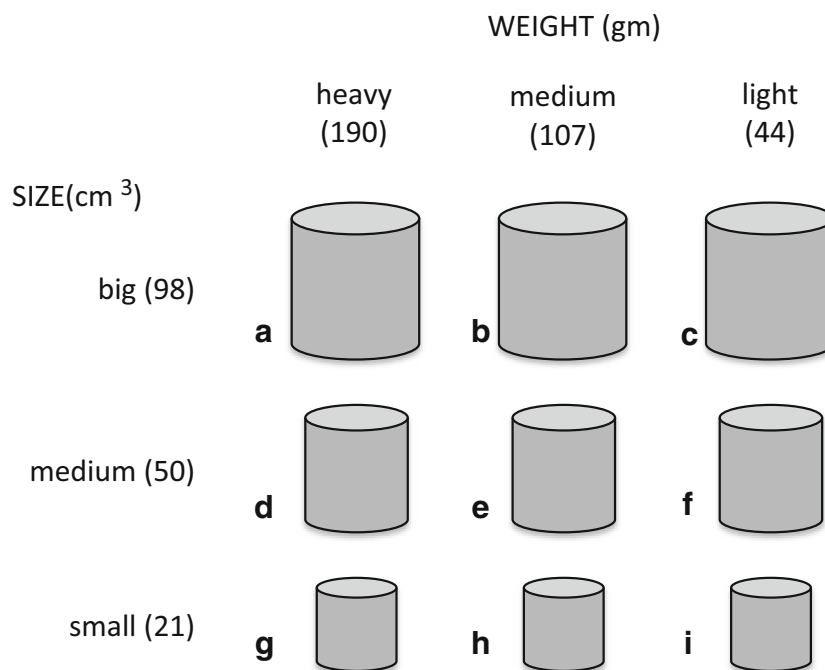 WEIGHT (gm)
heavy medium light
(190) (107) (44)
SIZE(cm ³)
big (98)
a b c
medium (50)
d e f
small (21)
g h i